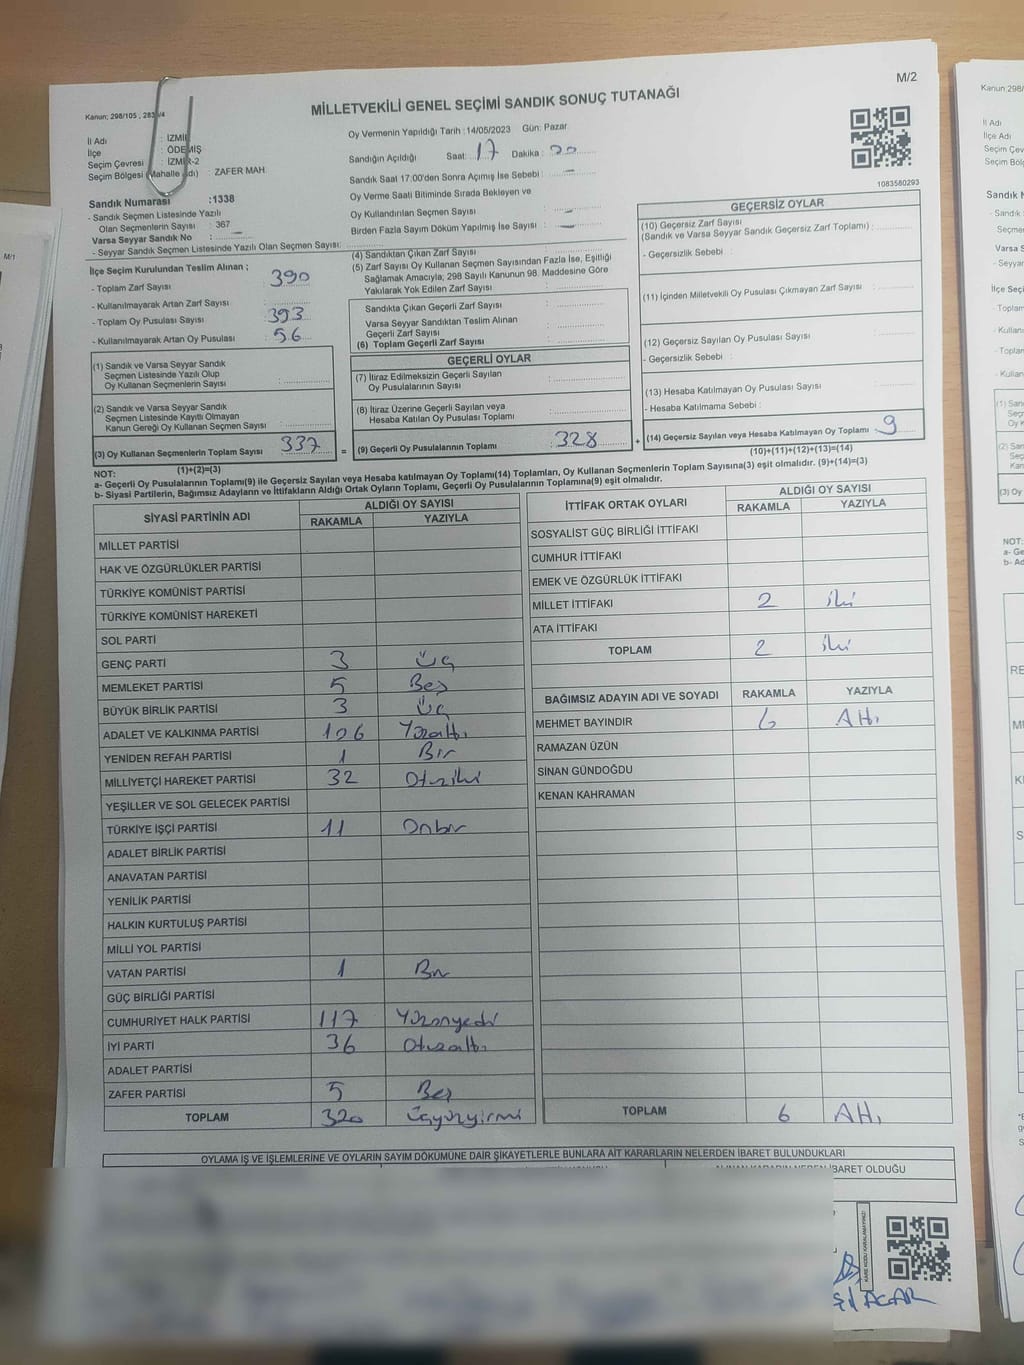 M/2
Kanun; 298/105 , 283, 4
MİLLETVEKİLİ GENEL SEÇİMİ SANDIK SONUÇ TUTANAĞI
İl Adı : İZMİR
İlçe : ÖDEMİŞ
Seçim Çevresi : İZMİR-2
Seçim Bölgesi (Mahalle Adı) : ZAFER MAH
Oy Vermenin Yapıldığı Tarih :14/05/2023 Gün: Pazar
Sandığın Açıldığı Saat: 17 Dakika :
Sandık Saat 17:00'den Sonra Açımış İse Sebebi : —
Oy Verme Saati Bitiminde Sırada Bekleyen ve
Oy Kullandırılan Seçmen Sayısı —
Birden Fazla Sayım Döküm Yapılmış İse Sayısı : —
1083580293
Sandık Numarası :1338
- Sandık Seçmen Listesinde Yazılı
Olan Seçmenlerin Sayısı : 367
Varsa Seyyar Sandık No : —
- Seyyar Sandık Seçmen Listesinde Yazılı Olan Seçmen Sayısı:
İlçe Seçim Kurulundan Teslim Alınan ;
- Toplam Zarf Sayısı : 390
- Kullanılmayarak Artan Zarf Sayısı :
- Toplam Oy Pusulası Sayısı : 393
- Kullanılmayarak Artan Oy Pusulası : 56
(1) Sandık ve Varsa Seyyar Sandık
Seçmen Listesinde Yazılı Olup
Oy Kullanan Seçmenlerin Sayısı :
(2) Sandık ve Varsa Seyyar Sandık
Seçmen Listesinde Kayıtlı Olmayan
Kanun Gereği Oy Kullanan Seçmen Sayısı :
(3) Oy Kullanan Seçmenlerin Toplam Sayısı : 337 =
(1)+(2)=(3)
(4) Sandıktan Çıkan Zarf Sayısı :
(5) Zarf Sayısı Oy Kullanan Seçmen Sayısından Fazla İse, Eşitliği
Sağlamak Amacıyla, 298 Sayılı Kanunun 98. Maddesine Göre
Yakılarak Yok Edilen Zarf Sayısı :
Sandıkta Çıkan Geçerli Zarf Sayısı :
Varsa Seyyar Sandıktan Teslim Alınan
Geçerli Zarf Sayısı :
(6) Toplam Geçerli Zarf Sayısı :
GEÇERLİ OYLAR
(7) İtiraz Edilmeksizin Geçerli Sayılan
Oy Pusulalarının Sayısı :
(8) İtiraz Üzerine Geçerli Sayılan veya
Hesaba Katılan Oy Pusulası Toplamı :
(9) Geçerli Oy Pusulalarının Toplamı : 328 +
GEÇERSİZ OYLAR
(10) Geçersiz Zarf Sayısı
(Sandık ve Varsa Seyyar Sandık Geçersiz Zarf Toplamı) :
- Geçersizlik Sebebi :
(11) İçinden Milletvekili Oy Pusulası Çıkmayan Zarf Sayısı :
(12) Geçersiz Sayılan Oy Pusulası Sayısı :
- Geçersizlik Sebebi :
(13) Hesaba Katılmayan Oy Pusulası Sayısı
- Hesaba Katılmama Sebebi :
(14) Geçersiz Sayılan veya Hesaba Katılmayan Oy Toplamı : 9
(10)+(11)+(12)+(13)=(14)
NOT:
a- Geçerli Oy Pusulalarının Toplamı(9) ile Geçersiz Sayılan veya Hesaba katılmayan Oy Toplamı(14) Toplamları, Oy Kullanan Seçmenlerin Toplam Sayısına(3) eşit olmalıdır. (9)+(14)=(3)
b- Siyasi Partilerin, Bağımsız Adayların ve İttifakların Aldığı Ortak Oyların Toplamı, Geçerli Oy Pusulalarının Toplamına(9) eşit olmalıdır.
SİYASİ PARTİNİN ADI ALDIĞI OY SAYISI
RAKAMLA YAZIYLA
MİLLET PARTİSİ
HAK VE ÖZGÜRLÜKLER PARTİSİ
TÜRKİYE KOMÜNİST PARTİSİ
TÜRKİYE KOMÜNİST HAREKETİ
SOL PARTİ
GENÇ PARTİ 3 Üç
MEMLEKET PARTİSİ 5 Beş
BÜYÜK BİRLİK PARTİSİ 3 Üç
ADALET VE KALKINMA PARTİSİ 106 Yüzaltı
YENİDEN REFAH PARTİSİ 1 Bir
MİLLİYETÇİ HAREKET PARTİSİ 32 Otuziki
YEŞİLLER VE SOL GELECEK PARTİSİ
TÜRKİYE İŞÇİ PARTİSİ 11 Onbir
ADALET BİRLİK PARTİSİ
ANAVATAN PARTİSİ
YENİLİK PARTİSİ
HALKIN KURTULUŞ PARTİSİ
MİLLİ YOL PARTİSİ
VATAN PARTİSİ 1 Bir
GÜÇ BİRLİĞİ PARTİSİ
CUMHURİYET HALK PARTİSİ 117 Yüzonyedi
İYİ PARTİ 36 Otuzaltı
ADALET PARTİSİ
ZAFER PARTİSİ 5 Beş
TOPLAM 320 Üçyüzyirmi
İTTİFAK ORTAK OYLARI ALDIĞI OY SAYISI
RAKAMLA YAZIYLA
SOSYALİST GÜÇ BİRLİĞİ İTTİFAKI
CUMHUR İTTİFAKI
EMEK VE ÖZGÜRLÜK İTTİFAKI
MİLLET İTTİFAKI 2 iki
ATA İTTİFAKI
TOPLAM 2 iki
BAĞIMSIZ ADAYIN ADI VE SOYADI RAKAMLA YAZIYLA
MEHMET BAYINDIR 6 Altı
RAMAZAN ÜZÜN
SİNAN GÜNDOĞDU
KENAN KAHRAMAN
TOPLAM 6 Altı
OYLAMA İŞ VE İŞLEMLERİNE VE OYLARIN SAYIM DÖKÜMÜNE DAİR ŞİKAYETLERLE BUNLARA AİT KARARLARIN NELERDEN İBARET BULUNDUKLARI
İBARET OLDUĞU
ACAR